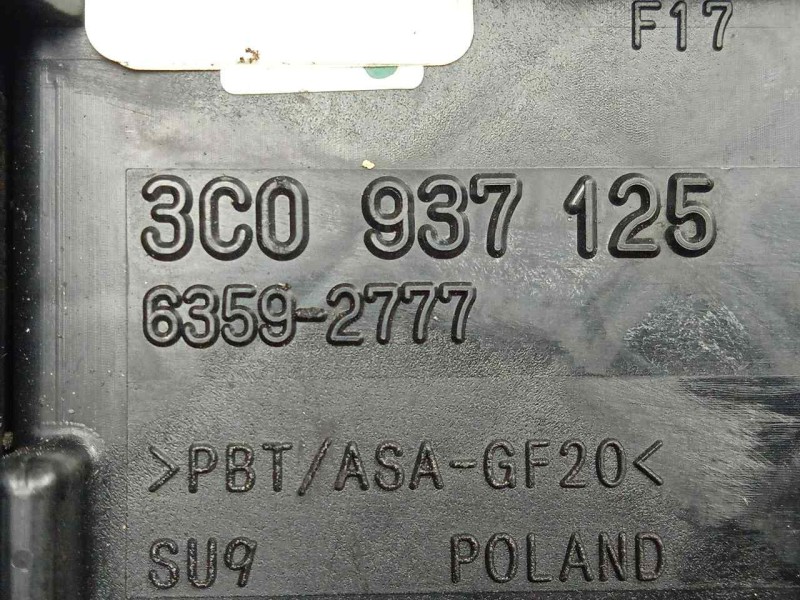 F17
3C0 937 125
6359-2777
>PBT/ASA-GF20<
SU9 POLAND